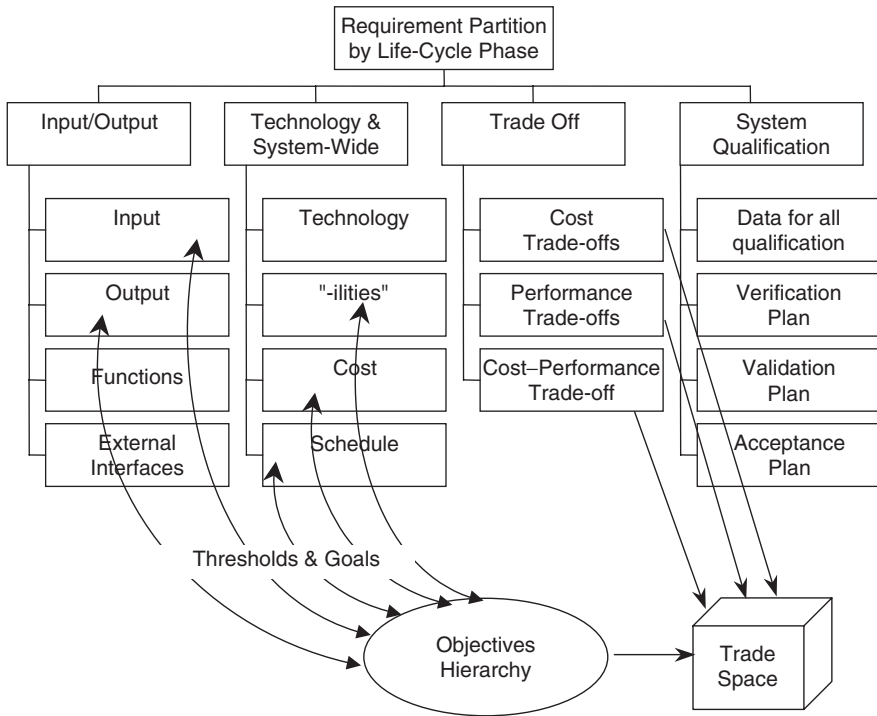 Requirement Partition
by Life-Cycle Phase
Input/Output
Technology &
System-Wide
Trade Off
System
Qualification
Input
Technology
Cost
Trade-offs
Data for all
qualification
Output
"-ilities"
Performance
Trade-offs
Verification
Plan
Functions
Cost
Cost–Performance
Trade-off
Validation
Plan
External
Interfaces
Schedule
Acceptance
Plan
Thresholds & Goals
Objectives
Hierarchy
Trade
Space